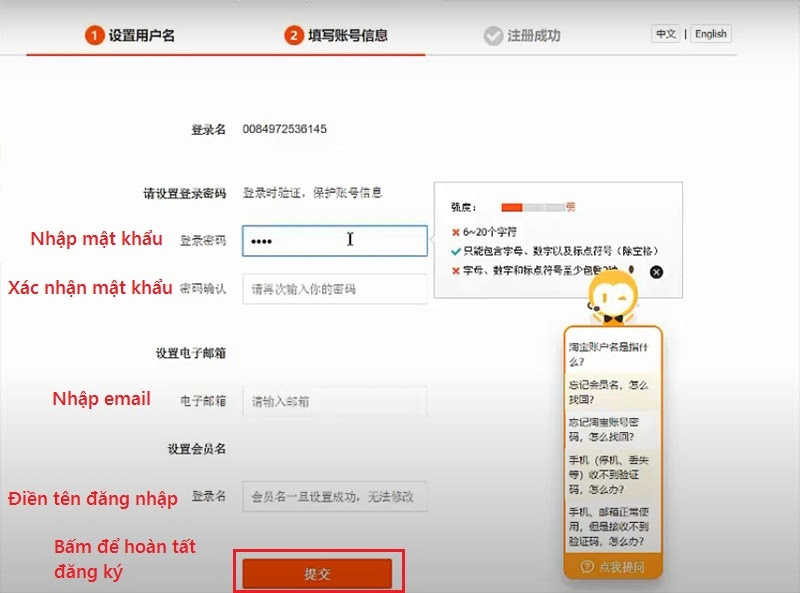 1 设置用户名
2 填写账号信息
注册成功
中文 | English
登录名 0084972536145
请设置登录密码 登录时验证，保护账号信息
Nhập mật khẩu 登录密码 ••••
强度： 弱
6~20个字符
只能包含字母、数字以及标点符号（除空格）
字母、数字和标点符号至少包
Xác nhận mật khẩu 密码确认 请再次输入你的密码
设置电子邮箱
Nhập email 电子邮箱 请输入邮箱
设置会员名
Điền tên đăng nhập 登录名 会员名一旦设置成功，无法修改
Bấm để hoàn tất
đăng ký
提交
淘宝账户名是指什
么？
忘记会员名，怎么
找回？
忘记淘宝账号密
码，怎么找回？
手机（停机、丢失
等）收不到验证
码，怎么办？
手机、邮箱正常使
用，但是接收不到
验证码，怎么办？
点我提问